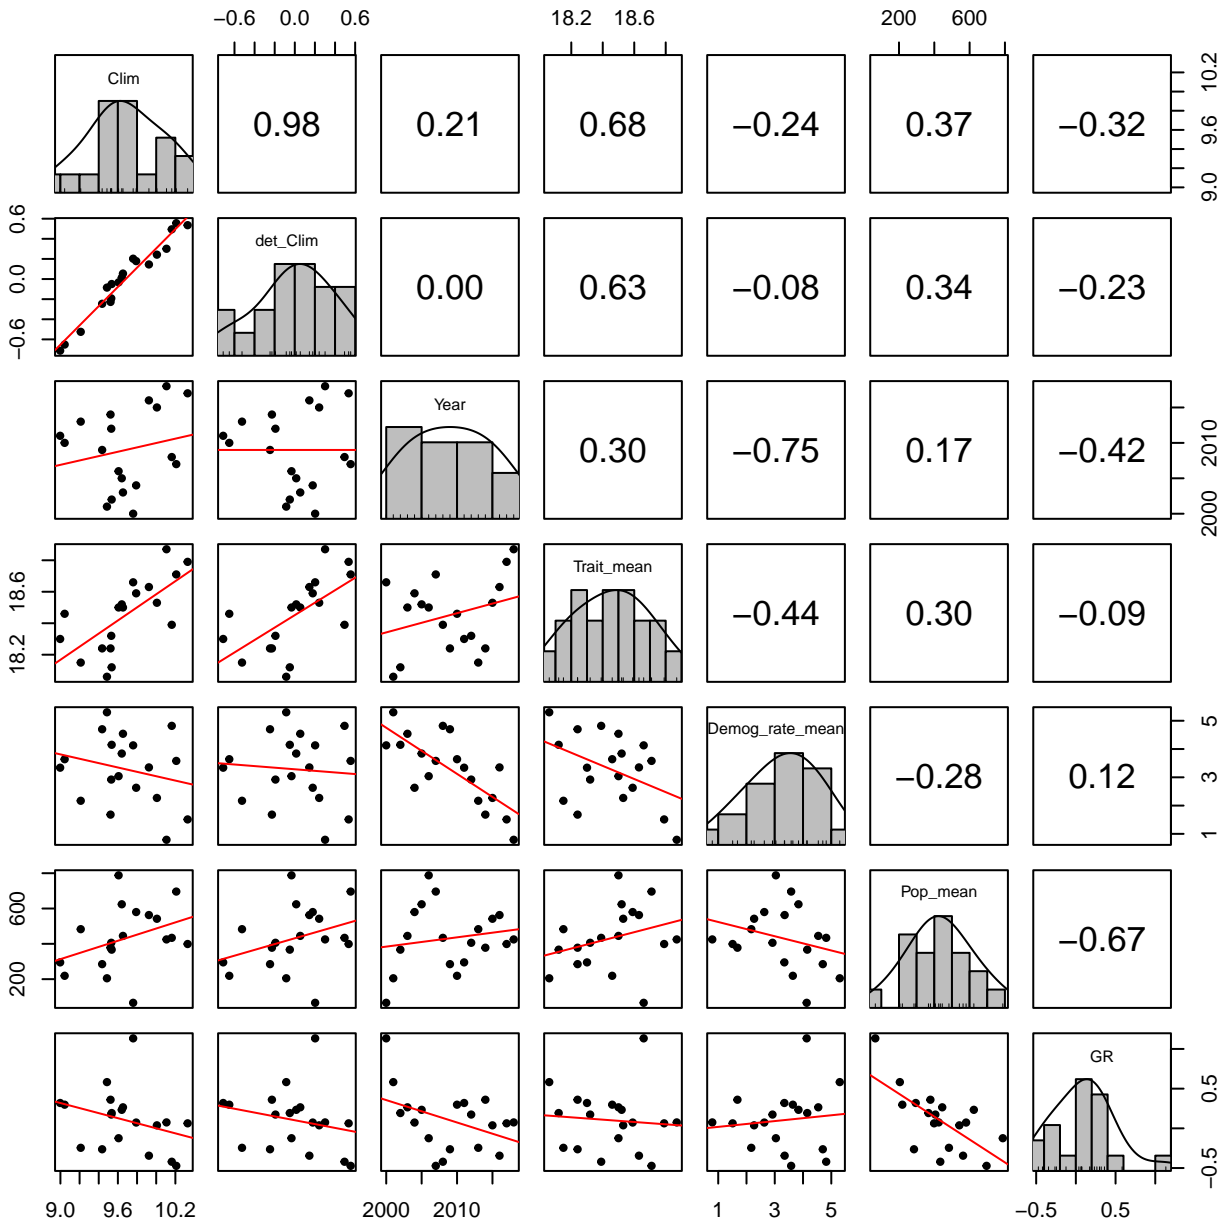 −0.6 0.0 0.6 18.2 18.6 200 600
Clim 0.98 0.21 0.68 −0.24 0.37 −0.32 9.0 9.6 10.2
−0.6 0.0 0.6 det_Clim 0.00 0.63 −0.08 0.34 −0.23
Year 0.30 −0.75 0.17 −0.42 2000 2010
18.2 18.6 Trait_mean −0.44 0.30 −0.09
Demog_rate_mean −0.28 0.12 1 3 5
200 600 Pop_mean −0.67
GR −0.5 0.5
9.0 9.6 10.2 2000 2010 1 3 5 −0.5 0.5